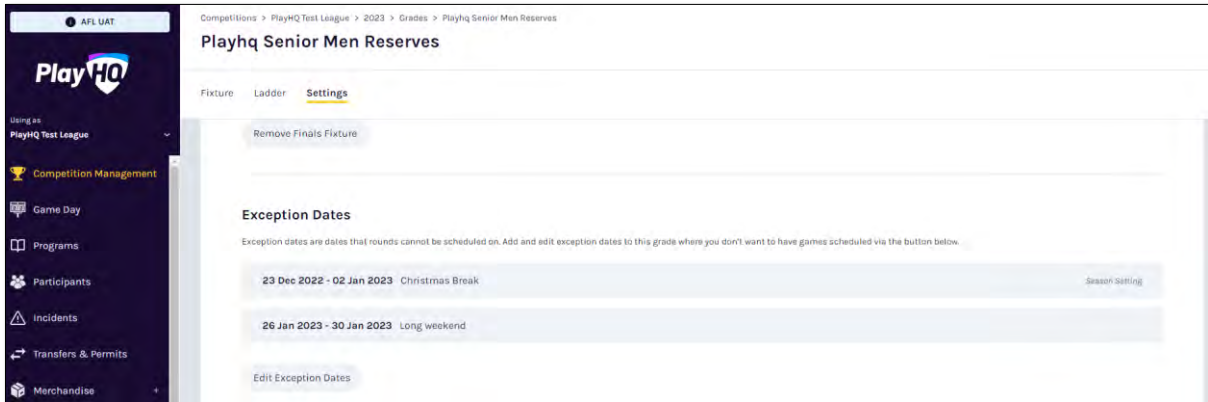 AFL UAT
PlayHQ
Using as
PlayHQ Test League
Competition Management
Game Day
Programs
Participants
Incidents
Transfers & Permits
Merchandise +
Competitions > PlayHQ Test League > 2023 > Grades > Playhq Senior Men Reserves
Playhq Senior Men Reserves
Fixture Ladder Settings
Remove Finals Fixture
Exception Dates
Exception dates are dates that rounds cannot be scheduled on. Add and edit exception dates to this grade where you don't want to have games scheduled via the button below.
23 Dec 2022 - 02 Jan 2023 Christmas Break Season Setting
26 Jan 2023 - 30 Jan 2023 Long weekend
Edit Exception Dates